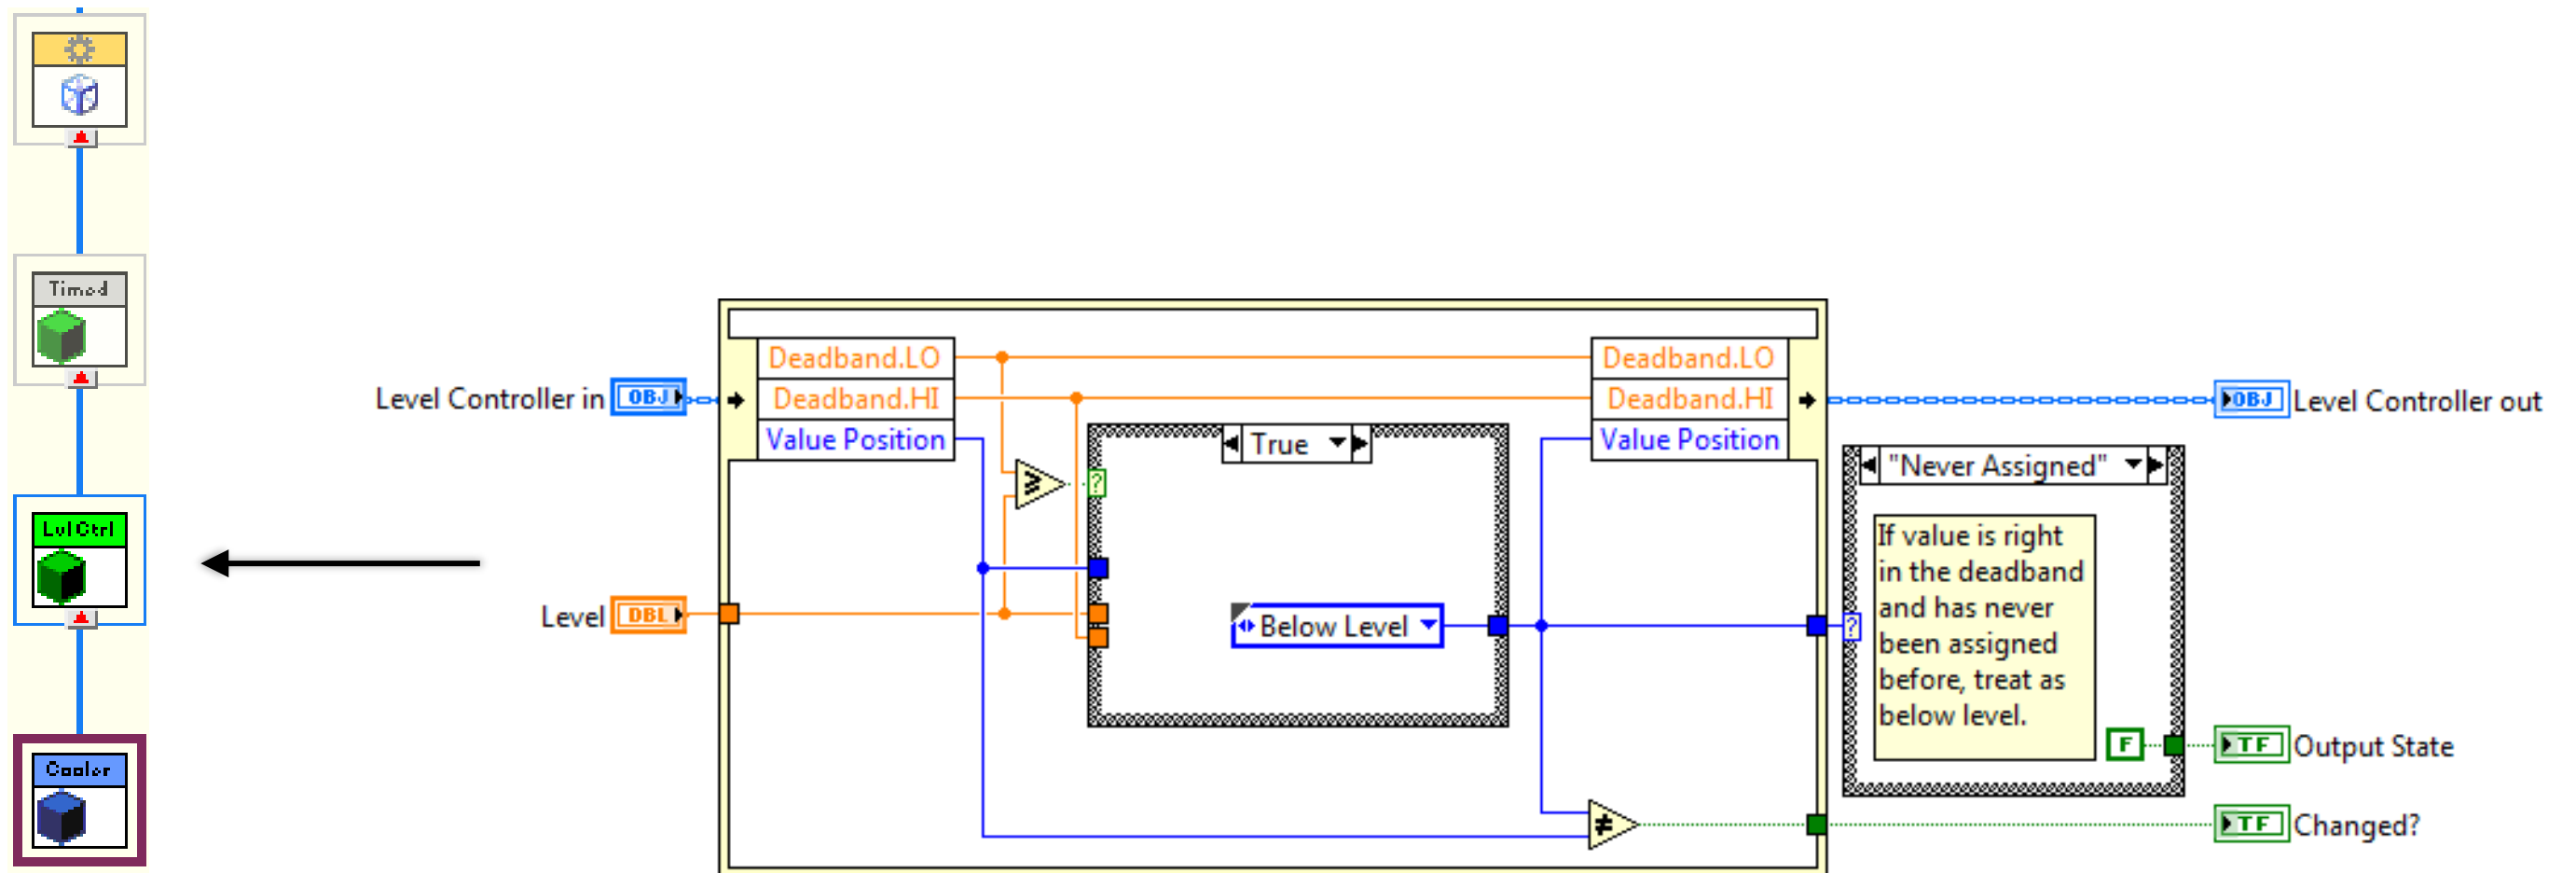 Timed
LvlCtrl
Cooler
Level Controller in
OBJ
Level
DBL
Deadband.LO
Deadband.HI
Value Position
≥
?
True
Below Level
Deadband.LO
Deadband.HI
Value Position
≠
?
"Never Assigned"
If value is right
in the deadband
and has never
been assigned
before, treat as
below level.
F
OBJ
Level Controller out
TF
Output State
TF
Changed?